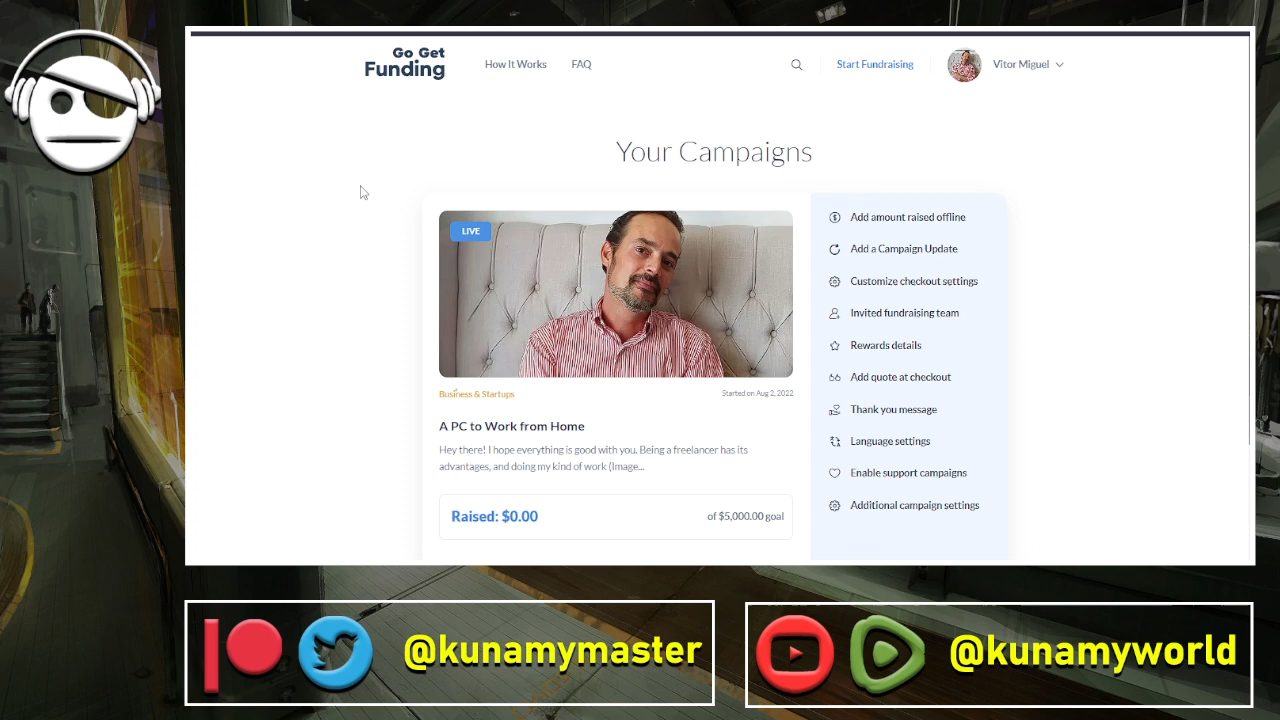 Go Get
Funding
How It Works
FAQ
Start Fundraising
Vitor Miguel
Your Campaigns
LIVE
Business & Startups
Started on Aug 2, 2022
A PC to Work from Home
Hey there! I hope everything is good with you. Being a freelancer has its
advantages, and doing my kind of work (Image...
Raised: $0.00
of $5,000.00 goal
Add amount raised offline
Add a Campaign Update
Customize checkout settings
Invited fundraising team
Rewards details
Add quote at checkout
Thank you message
Language settings
Enable support campaigns
Additional campaign settings
@kunamymaster
@kunamyworld